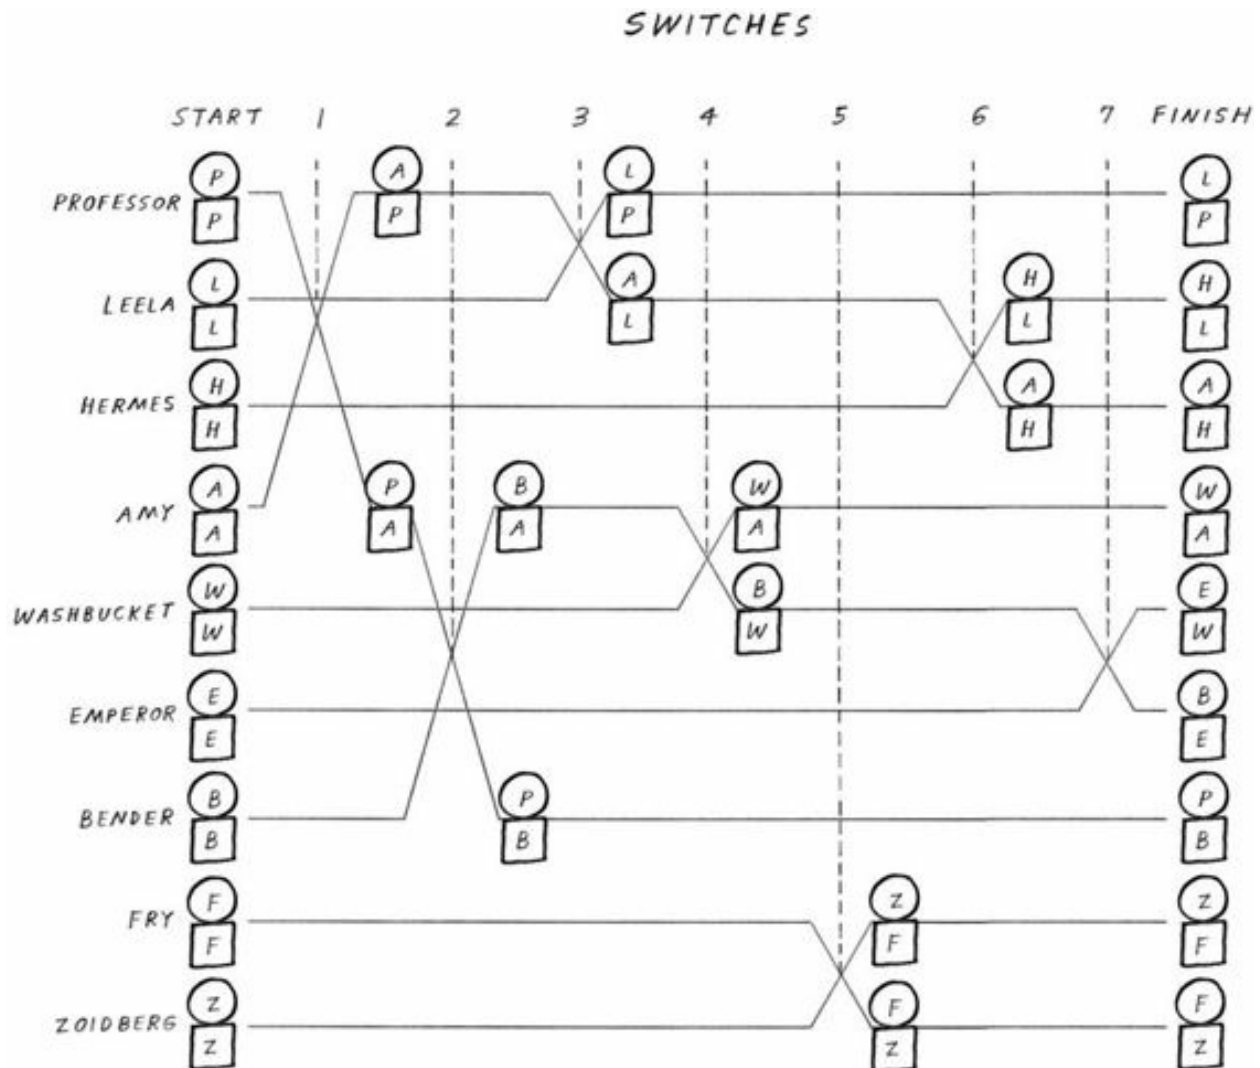 SWITCHES
START 1 2 3 4 5 6 7 FINISH
P A L L
PROFESSOR P P P P
L A H H
LEELA L L L L
H A A
HERMES H H H
A P B W W
AMY A A A A A
W B E
WASHBUCKET W W W
E B
EMPEROR E E
B P P
BENDER B B B
F Z Z
FRY F F F
Z F F
ZOIDBERG Z Z Z